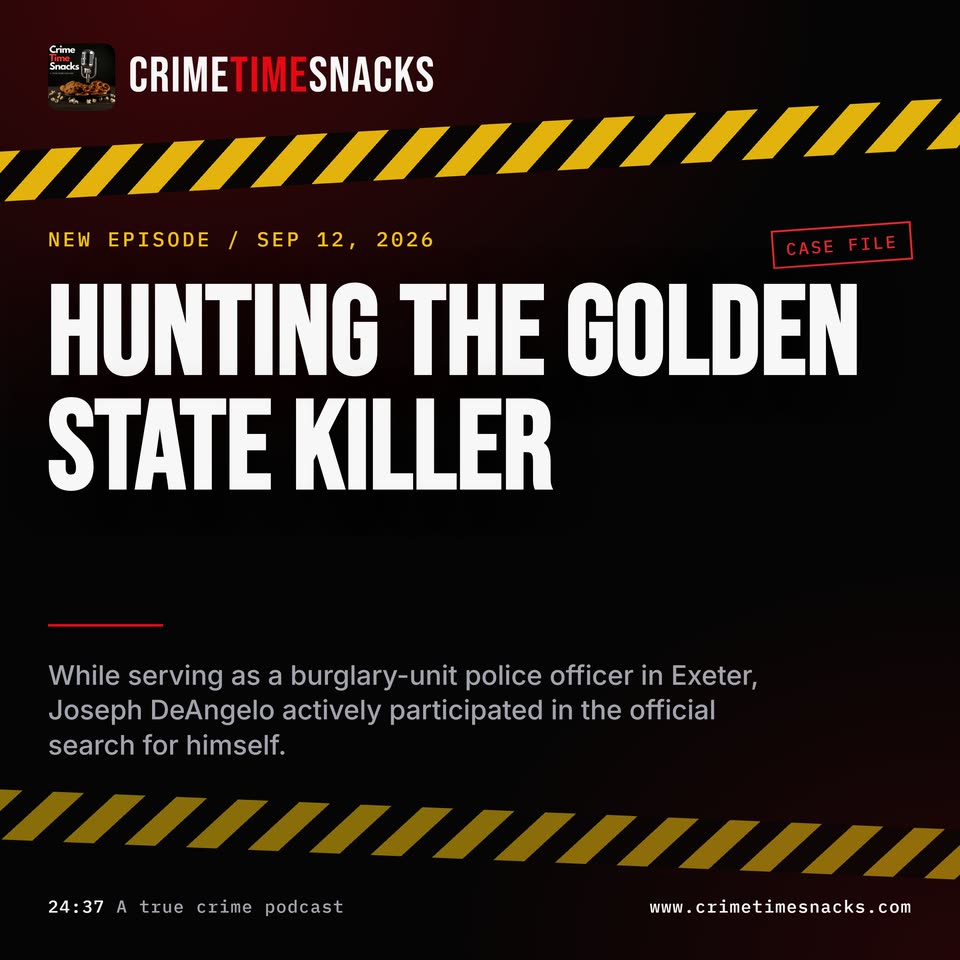 Crime
Time
Snacks
CRIMETIMESNACKS
NEW EPISODE / SEP 12, 2026
CASE FILE
HUNTING THE GOLDEN
STATE KILLER
While serving as a burglary-unit police officer in Exeter,
Joseph DeAngelo actively participated in the official
search for himself.
24:37 A true crime podcast
www.crimetimesnacks.com